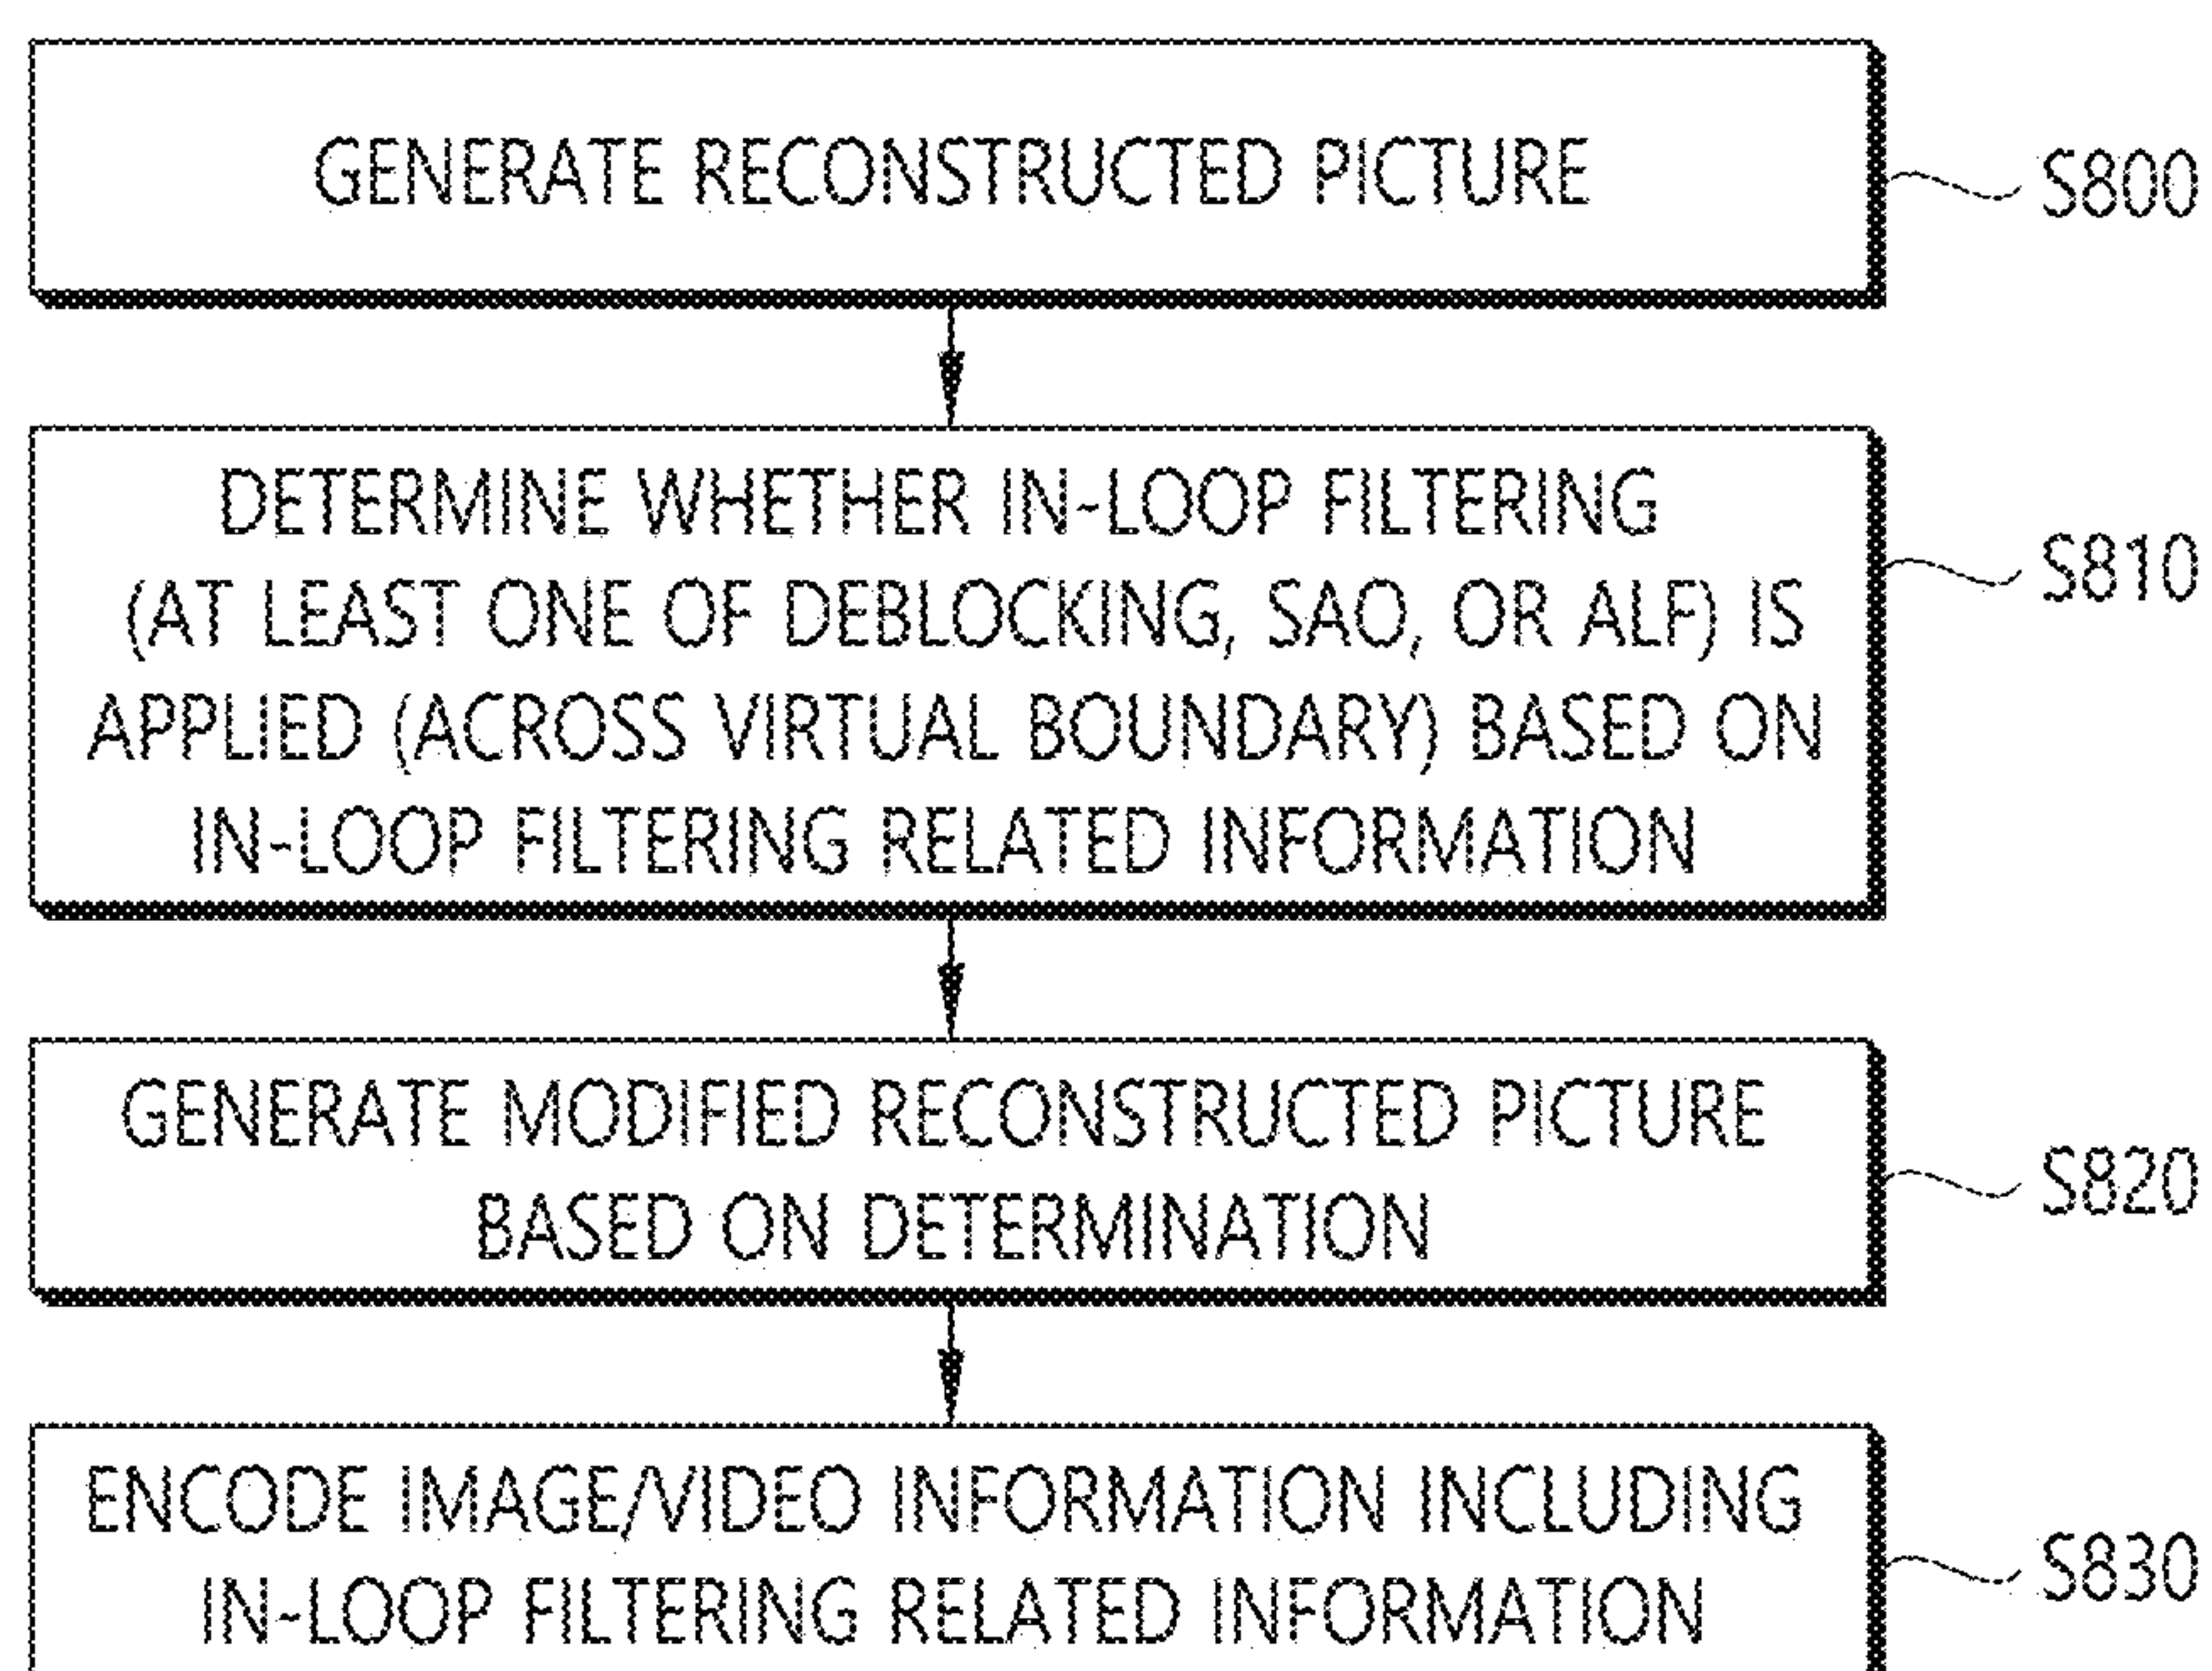 GENERATE RECONSTRUCTED PICTURE
S800
DETERMINE WHETHER IN-LOOP FILTERING
(AT LEAST ONE OF DEBLOCKING, SAO, OR ALF) IS
APPLIED (ACROSS VIRTUAL BOUNDARY) BASED ON
IN-LOOP FILTERING RELATED INFORMATION
S810
GENERATE MODIFIED RECONSTRUCTED PICTURE
BASED ON DETERMINATION
S820
ENCODE IMAGE/VIDEO INFORMATION INCLUDING
IN-LOOP FILTERING RELATED INFORMATION
S830